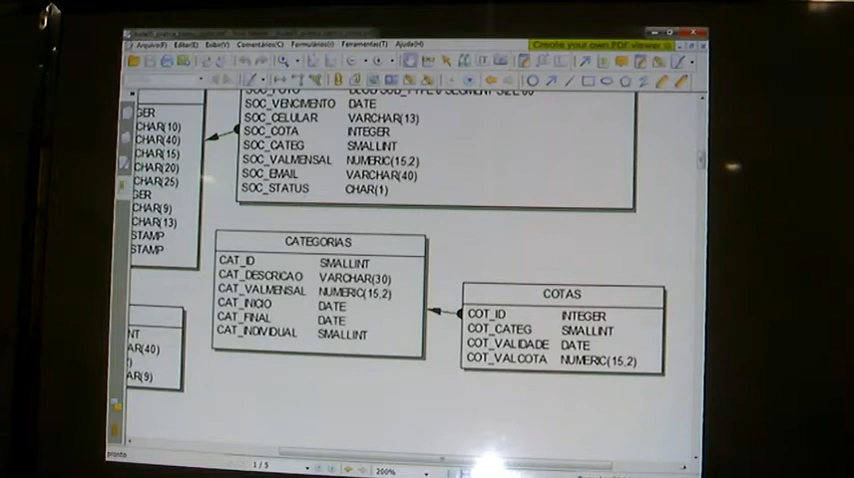 Arquivo(F) Editar(E) Exibir(V) Comentários(C) Formulários(I) Ferramentas(T) Ajuda(H)
Create your own PDF viewer
SOC_FOTO
SOC_VENCIMENTO DATE
SOC_CELULAR VARCHAR(13)
SOC_COTA INTEGER
SOC_CATEG SMALLINT
SOC_VALMENSAL NUMERIC(15,2)
SOC_EMAIL VARCHAR(40)
SOC_STATUS CHAR(1)
GER
CHAR(10)
CHAR(40)
CHAR(15)
CHAR(20)
CHAR(25)
GER
CHAR(9)
CHAR(13)
STAMP
STAMP
CATEGORIAS
CAT_ID SMALLINT
CAT_DESCRICAO VARCHAR(30)
CAT_VALMENSAL NUMERIC(15,2)
CAT_INICIO DATE
CAT_FINAL DATE
CAT_INDIVIDUAL SMALLINT
COTAS
COT_ID INTEGER
COT_CATEG SMALLINT
COT_VALIDADE DATE
COT_VALCOTA NUMERIC(15,2)
NT
AR(40)
)
AR(9)
pronto
1 / 5
200%